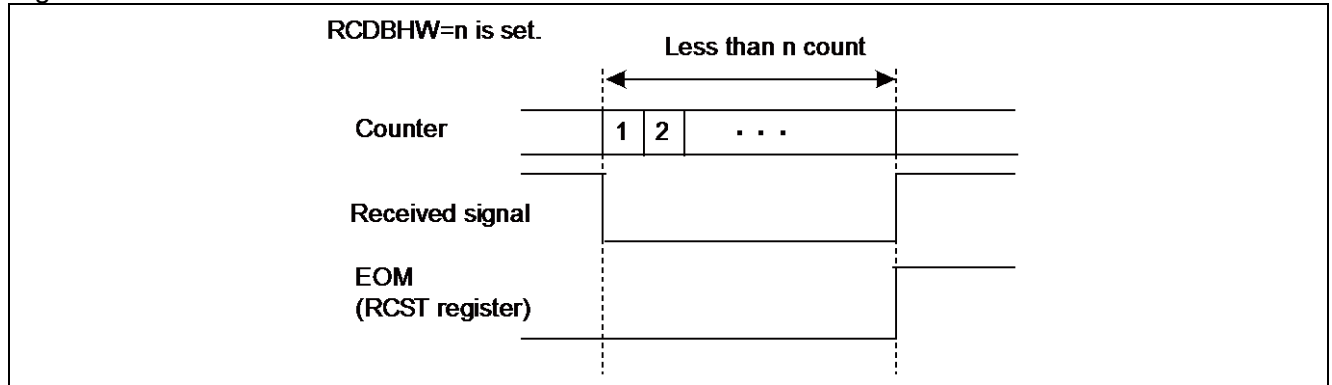 RCDBHW=n is set.
Less than n count
Counter
1 2 . . .
Received signal
EOM
(RCST register)